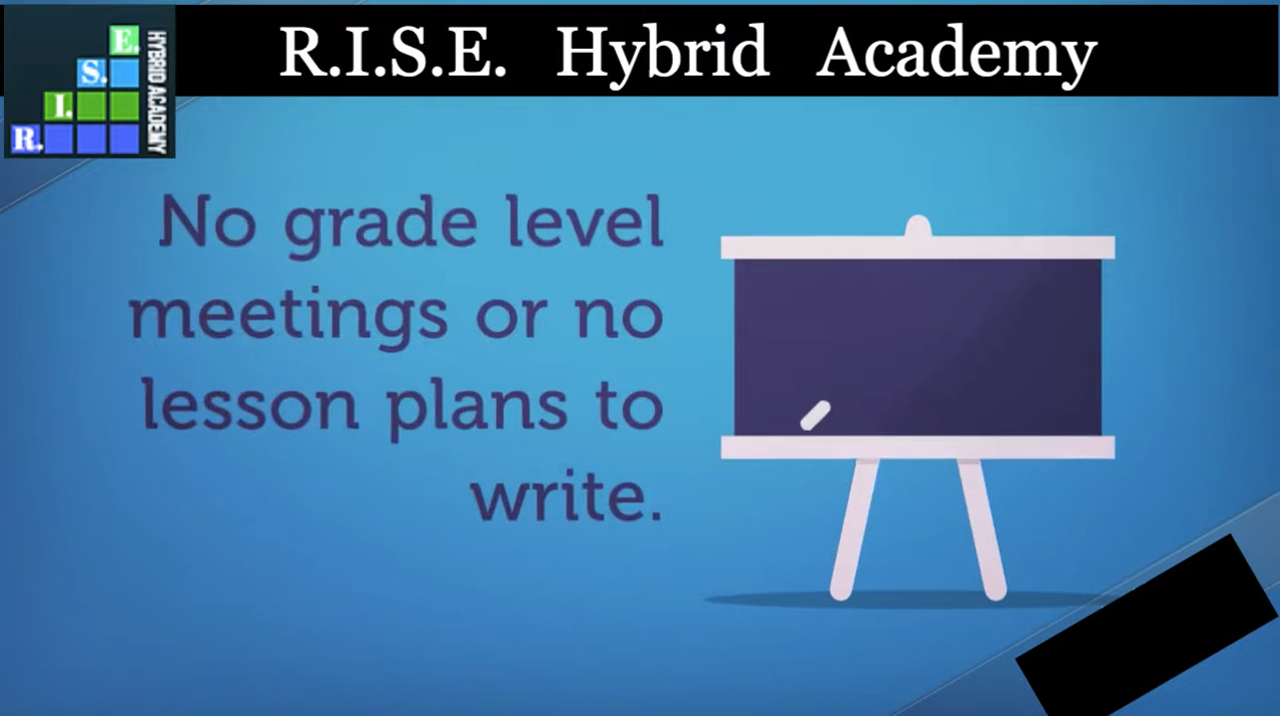 R.I.S.E. Hybrid Academy
E.
S.
I.
R.
HYBRID ACADEMY
No grade level
meetings or no
lesson plans to
write.